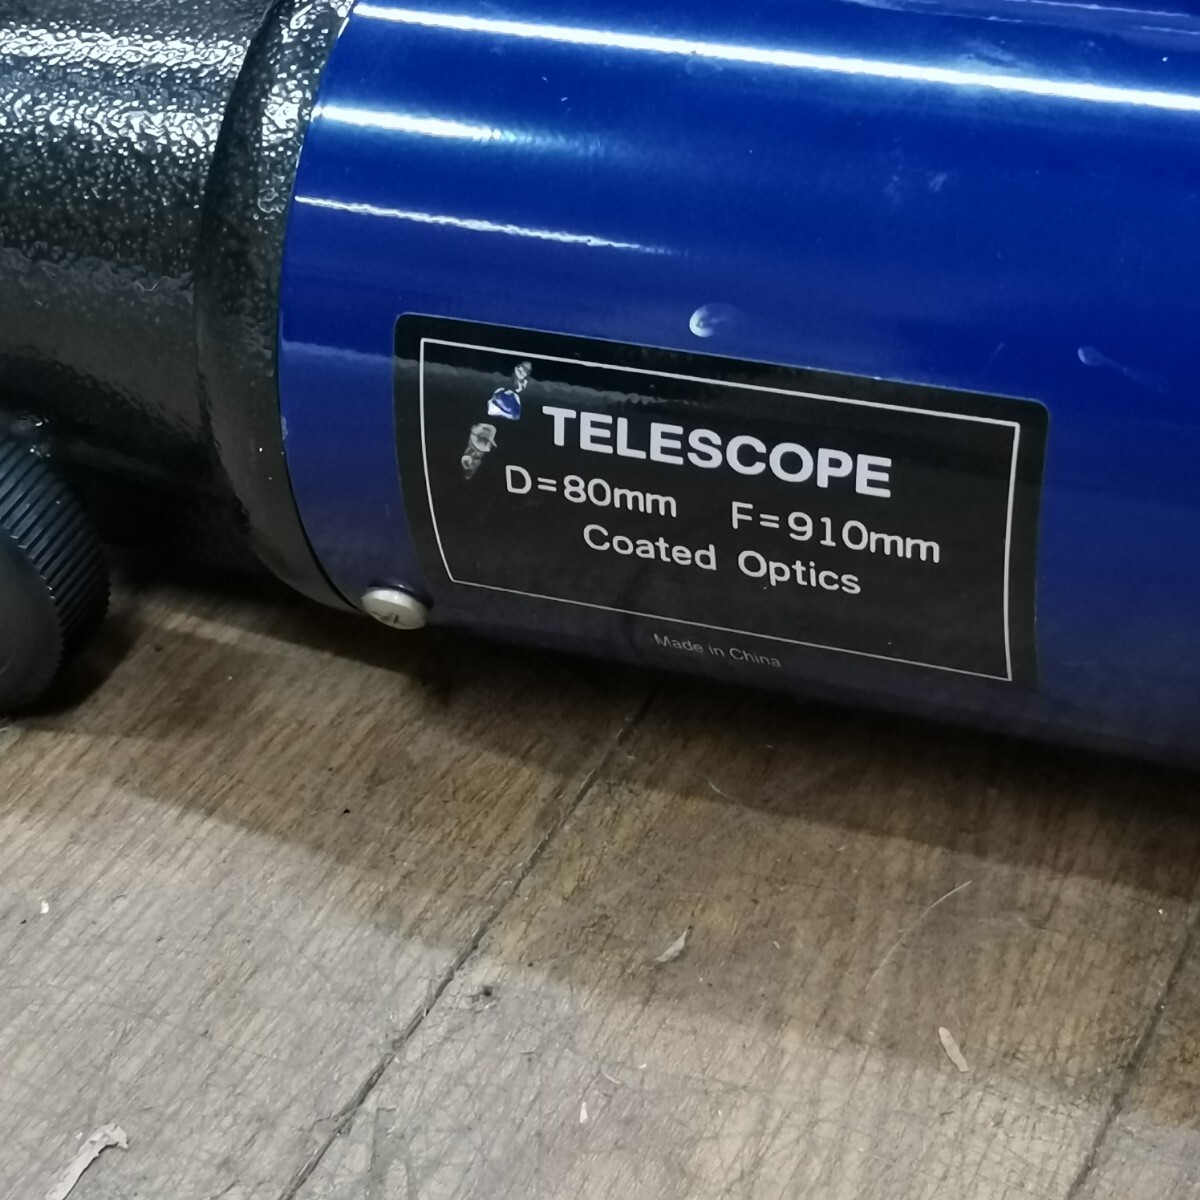 TELESCOPE
D=80mm F=910mm
Coated Optics
Made in China